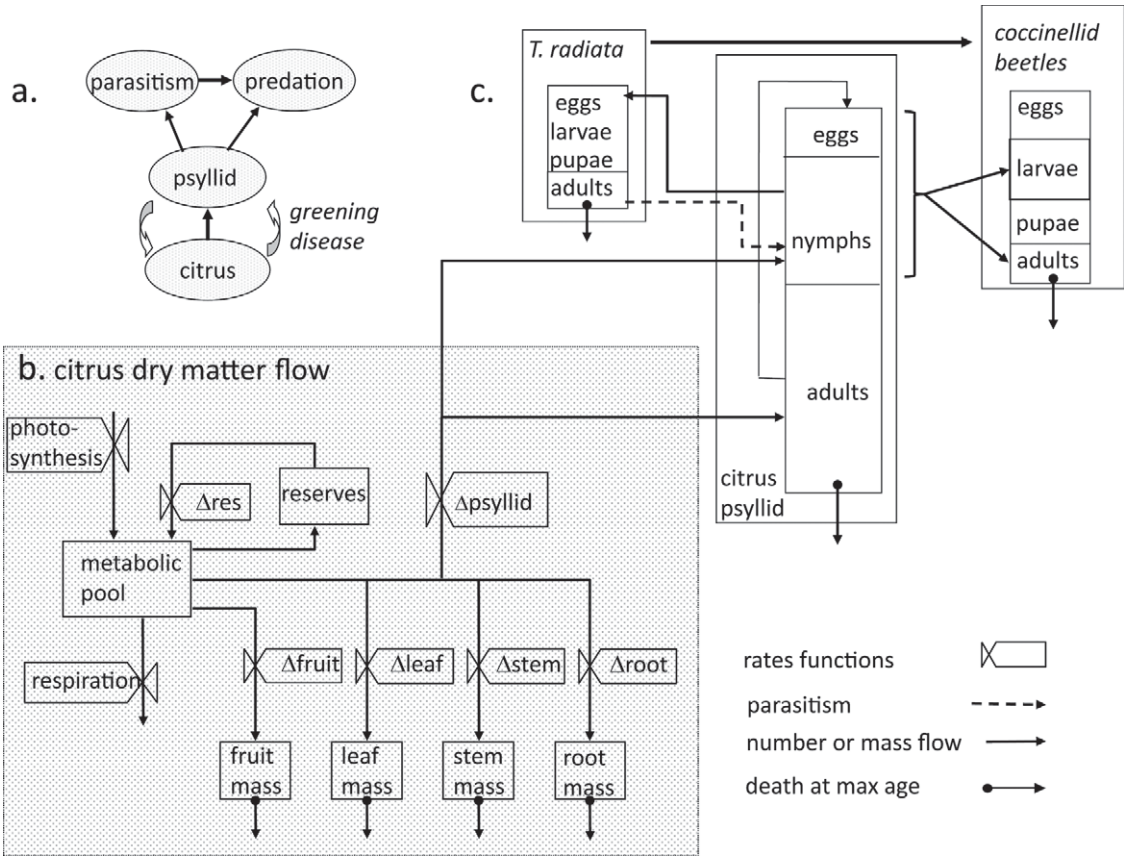 a.
parasitism
predation
psyllid
greening
disease
citrus
c.
T. radiata
eggs
larvae
pupae
adults
eggs
nymphs
adults
citrus
psyllid
coccinellid
beetles
eggs
larvae
pupae
adults
b. citrus dry matter flow
photo-
synthesis
Δres
reserves
Δpsyllid
metabolic
pool
respiration
Δfruit
Δleaf
Δstem
Δroot
fruit
mass
leaf
mass
stem
mass
root
mass
rates functions
parasitism
number or mass flow
death at max age